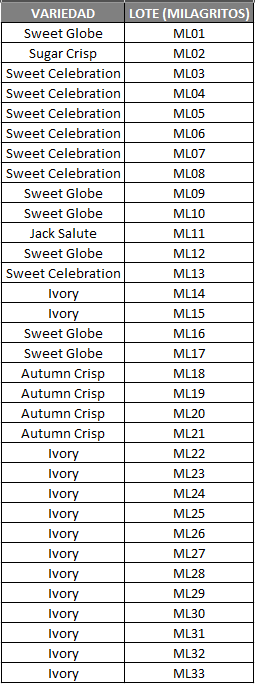 VARIEDAD LOTE (MILAGRITOS)
Sweet Globe ML01
Sugar Crisp ML02
Sweet Celebration ML03
Sweet Celebration ML04
Sweet Celebration ML05
Sweet Celebration ML06
Sweet Celebration ML07
Sweet Celebration ML08
Sweet Globe ML09
Sweet Globe ML10
Jack Salute ML11
Sweet Globe ML12
Sweet Celebration ML13
Ivory ML14
Ivory ML15
Sweet Globe ML16
Sweet Globe ML17
Autumn Crisp ML18
Autumn Crisp ML19
Autumn Crisp ML20
Autumn Crisp ML21
Ivory ML22
Ivory ML23
Ivory ML24
Ivory ML25
Ivory ML26
Ivory ML27
Ivory ML28
Ivory ML29
Ivory ML30
Ivory ML31
Ivory ML32
Ivory ML33